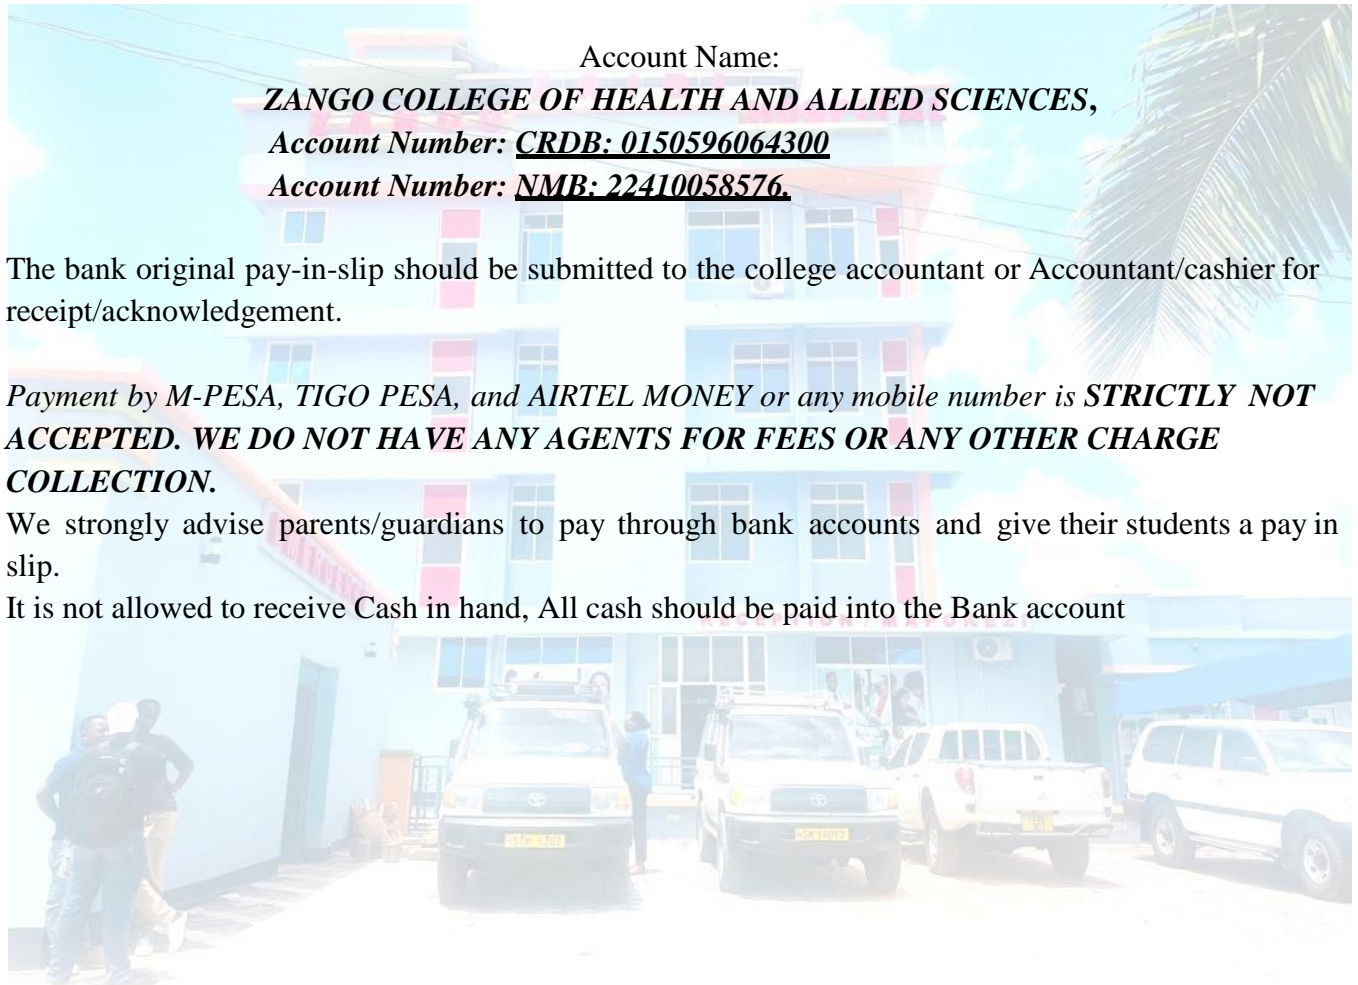 Account Name:
ZANGO COLLEGE OF HEALTH AND ALLIED SCIENCES,
Account Number: CRDB: 0150596064300
Account Number: NMB: 22410058576.
The bank original pay-in-slip should be submitted to the college accountant or Accountant/cashier for
receipt/acknowledgement.
Payment by M-PESA, TIGO PESA, and AIRTEL MONEY or any mobile number is STRICTLY NOT
ACCEPTED. WE DO NOT HAVE ANY AGENTS FOR FEES OR ANY OTHER CHARGE
COLLECTION.
We strongly advise parents/guardians to pay through bank accounts and give their students a pay in
slip.
It is not allowed to receive Cash in hand, All cash should be paid into the Bank account
RECEPTION / MAPOKEZI